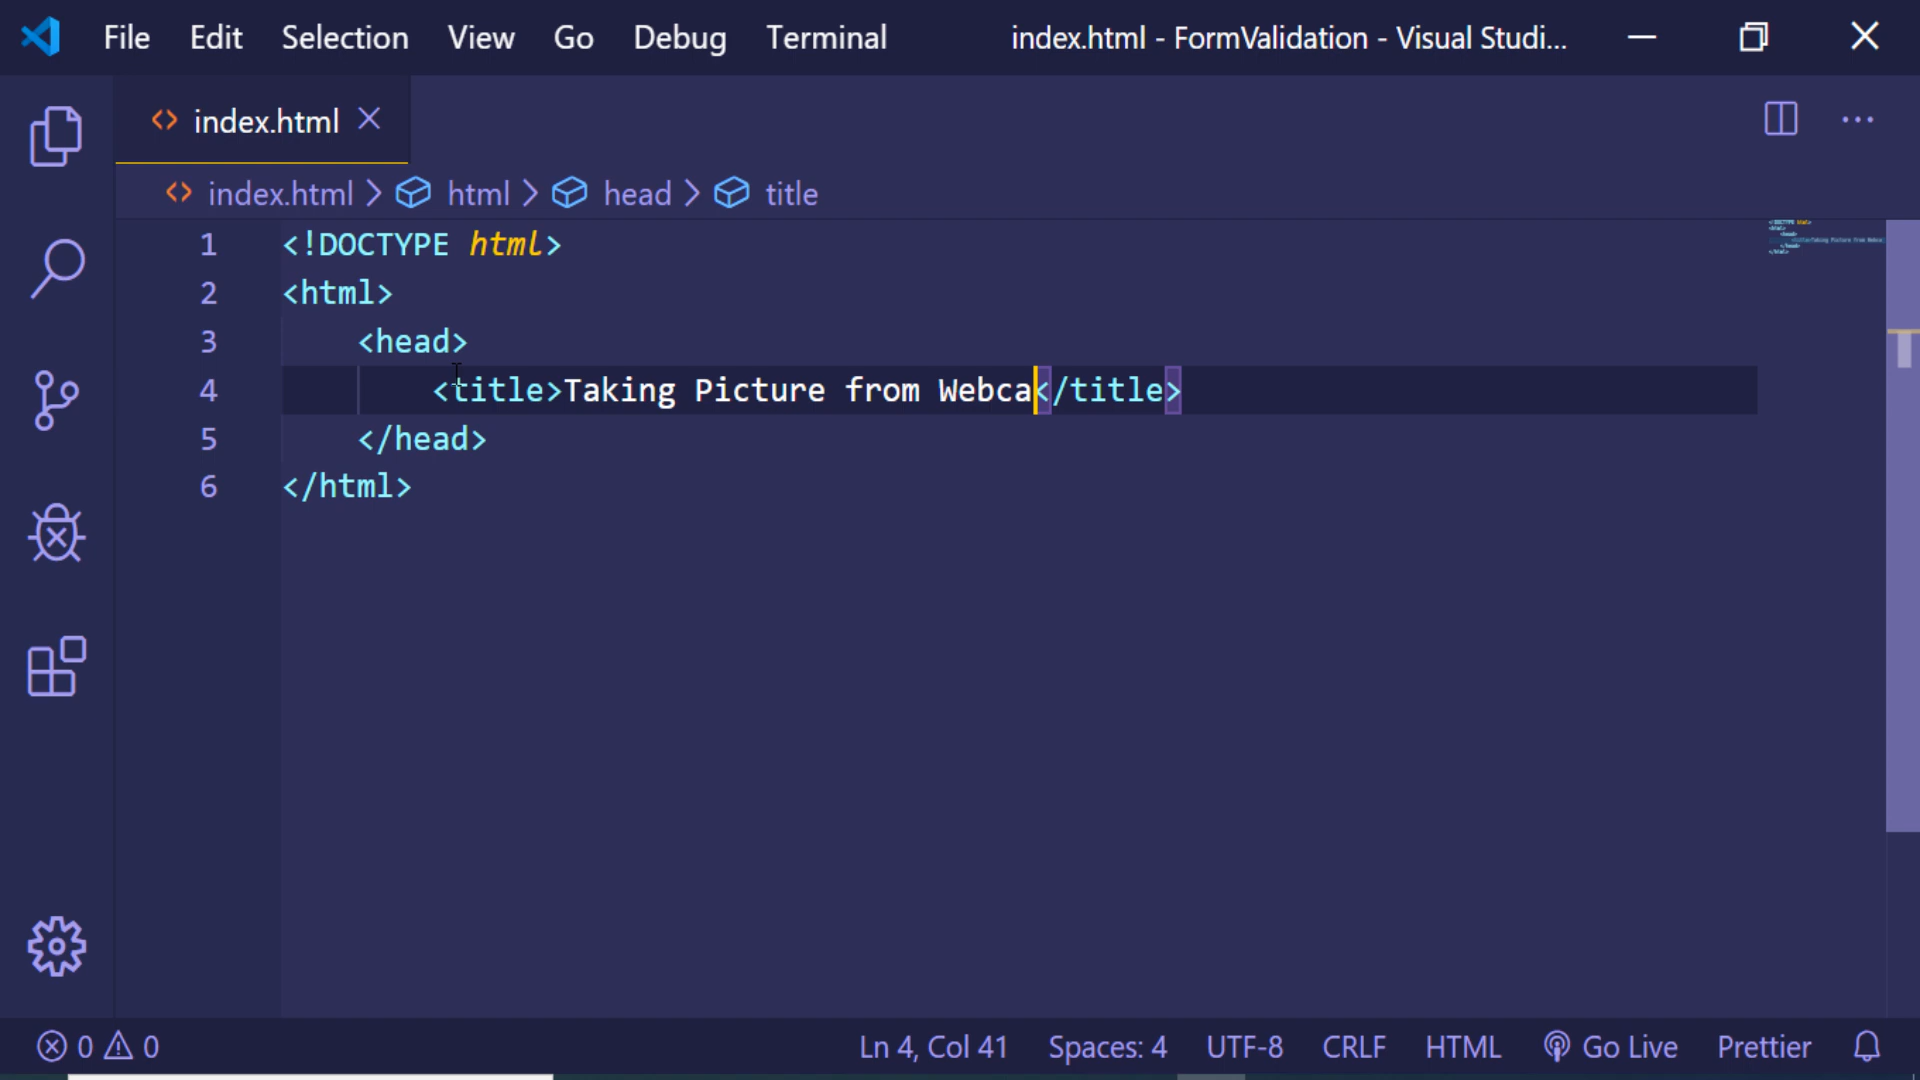 File Edit Selection View Go Debug Terminal index.html - FormValidation - Visual Studi...
index.html
index.html > html > head > title
1 <!DOCTYPE html>
2 <html>
3     <head>
4         <title>Taking Picture from Webca</title>
5     </head>
6 </html>
0 0 Ln 4, Col 41 Spaces: 4 UTF-8 CRLF HTML Go Live Prettier